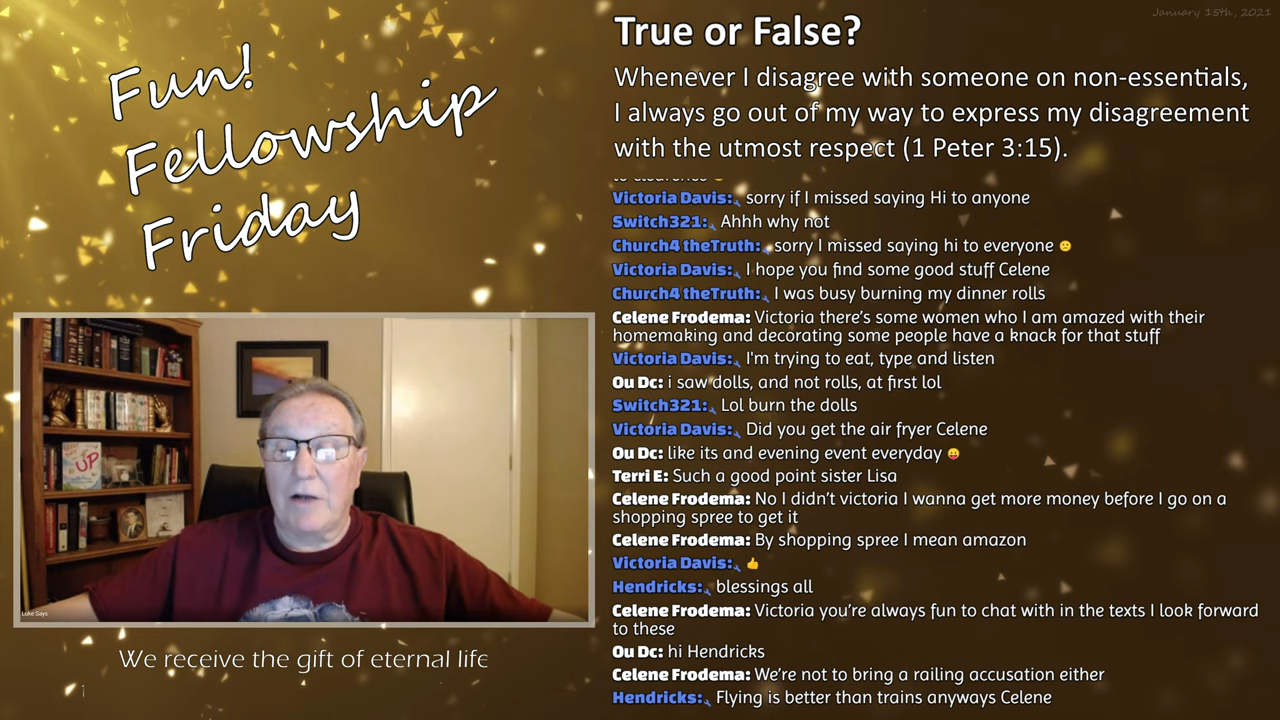 January 15th, 2021
Fun!
Fellowship
Friday
True or False?
Whenever I disagree with someone on non-essentials,
I always go out of my way to express my disagreement
with the utmost respect (1 Peter 3:15).
Victoria Davis: sorry if I missed saying Hi to anyone
Switch321: Ahhh why not
Church4 theTruth: sorry I missed saying hi to everyone 🙁
Victoria Davis: I hope you find some good stuff Celene
Church4 theTruth: I was busy burning my dinner rolls
Celene Frodema: Victoria there's some women who I am amazed with their
homemaking and decorating some people have a knack for that stuff
Victoria Davis: I'm trying to eat, type and listen
Ou Dc: i saw dolls, and not rolls, at first lol
Switch321: Lol burn the dolls
Victoria Davis: Did you get the air fryer Celene
Ou Dc: like its and evening event everyday 😛
Terri E: Such a good point sister Lisa
Celene Frodema: No I didn't victoria I wanna get more money before I go on a
shopping spree to get it
Celene Frodema: By shopping spree I mean amazon
Victoria Davis: 👍
Hendricks: blessings all
Celene Frodema: Victoria you're always fun to chat with in the texts I look forward
to these
Ou Dc: hi Hendricks
Celene Frodema: We're not to bring a railing accusation either
Hendricks: Flying is better than trains anyways Celene
UP
Luke Says
We receive the gift of eternal life